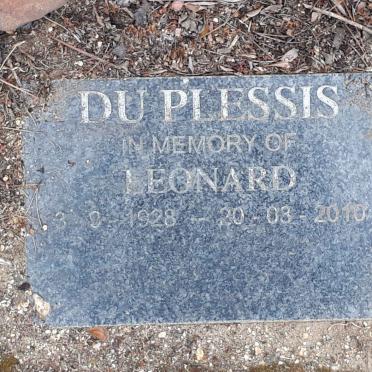 DU PLESSIS
IN MEMORY OF
LEONARD
1928 – 20 - 03 - 2010